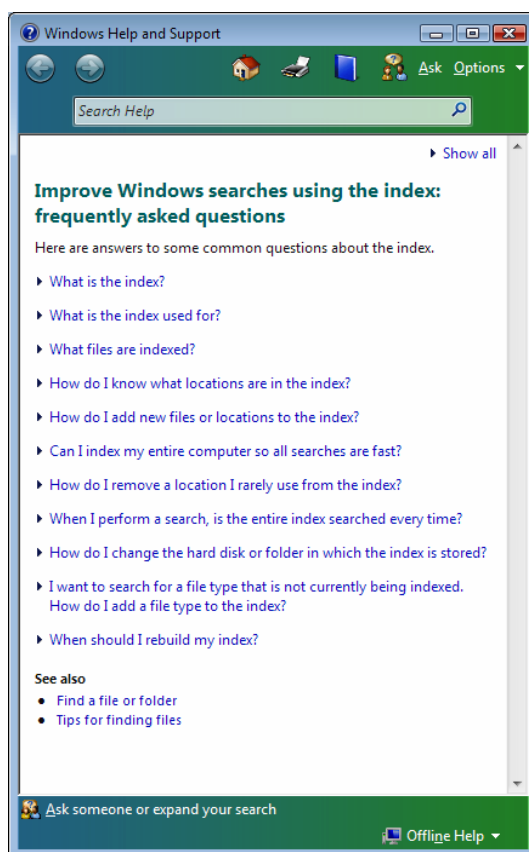 Windows Help and Support
Ask Options
Search Help
Show all
Improve Windows searches using the index:
frequently asked questions
Here are answers to some common questions about the index.
What is the index?
What is the index used for?
What files are indexed?
How do I know what locations are in the index?
How do I add new files or locations to the index?
Can I index my entire computer so all searches are fast?
How do I remove a location I rarely use from the index?
When I perform a search, is the entire index searched every time?
How do I change the hard disk or folder in which the index is stored?
I want to search for a file type that is not currently being indexed.
How do I add a file type to the index?
When should I rebuild my index?
See also
• Find a file or folder
• Tips for finding files
Ask someone or expand your search
Offline Help